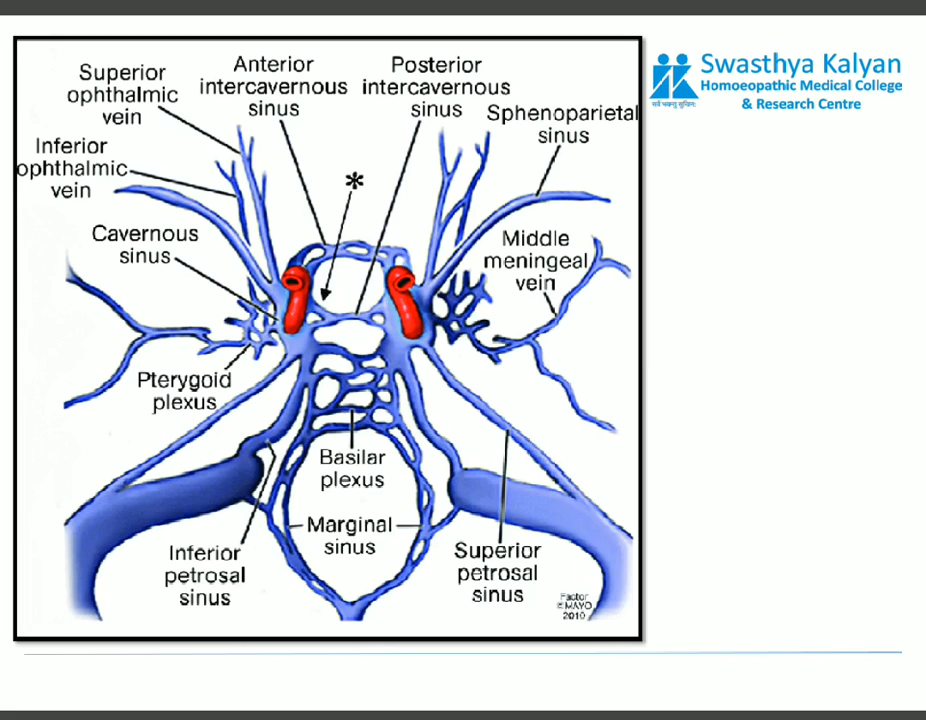 Superior
ophthalmic
vein
Anterior
intercavernous
sinus
Posterior
intercavernous
sinus
Sphenoparietal
sinus
Inferior
ophthalmic
vein
*
Cavernous
sinus
Middle
meningeal
vein
Pterygoid
plexus
Basilar
plexus
Marginal
sinus
Inferior
petrosal
sinus
Superior
petrosal
sinus
Factor
©MAYO
2010
Swasthya Kalyan
Homoeopathic Medical College
& Research Centre